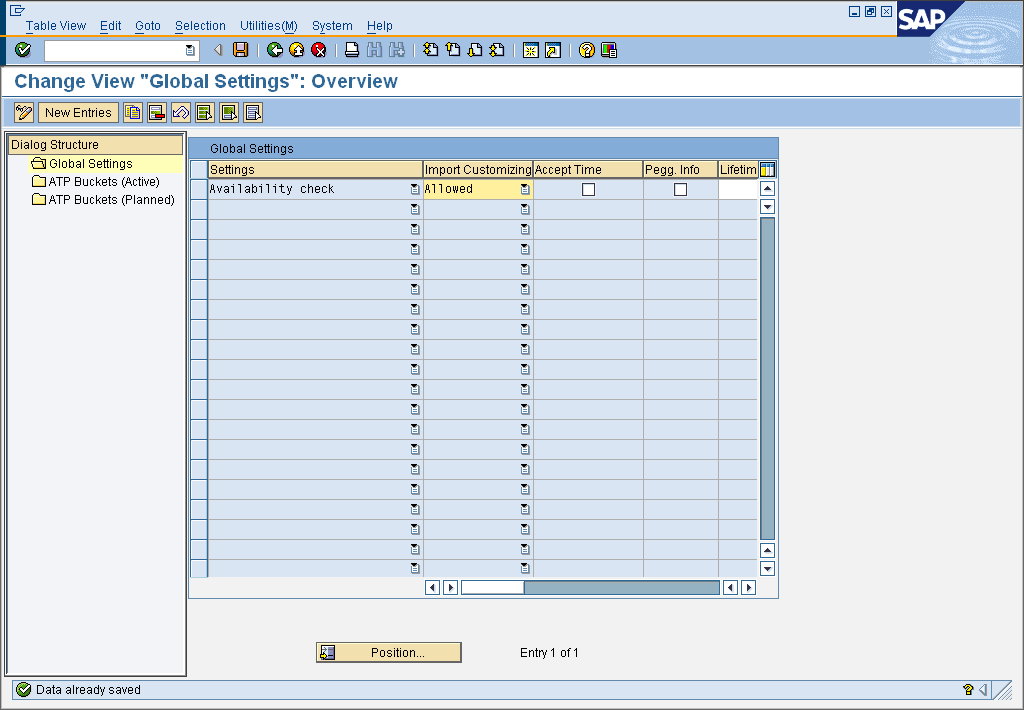 Table View Edit Goto Selection Utilities(M) System Help
SAP
Change View "Global Settings": Overview
New Entries
Dialog Structure
Global Settings
ATP Buckets (Active)
ATP Buckets (Planned)
Global Settings
Settings Import Customizing Accept Time Pegg. Info Lifetim
Availability check Allowed
Position... Entry 1 of 1
Data already saved